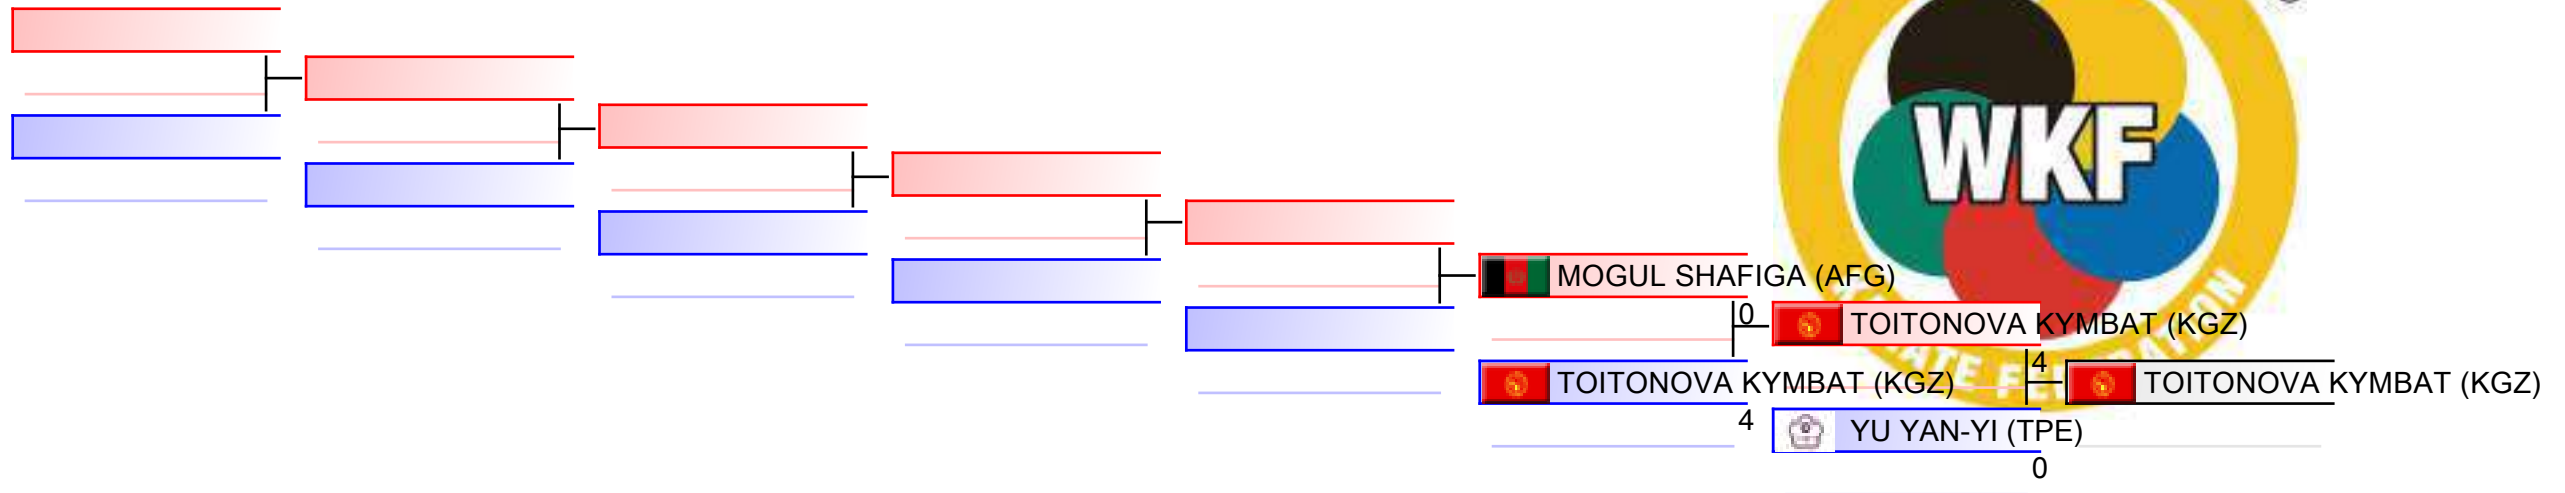 WKF
MOGUL SHAFIGA (AFG)
0
TOITONOVA KYMBAT (KGZ)
TOITONOVA KYMBAT (KGZ)
4
4
TOITONOVA KYMBAT (KGZ)
YU YAN-YI (TPE)
0